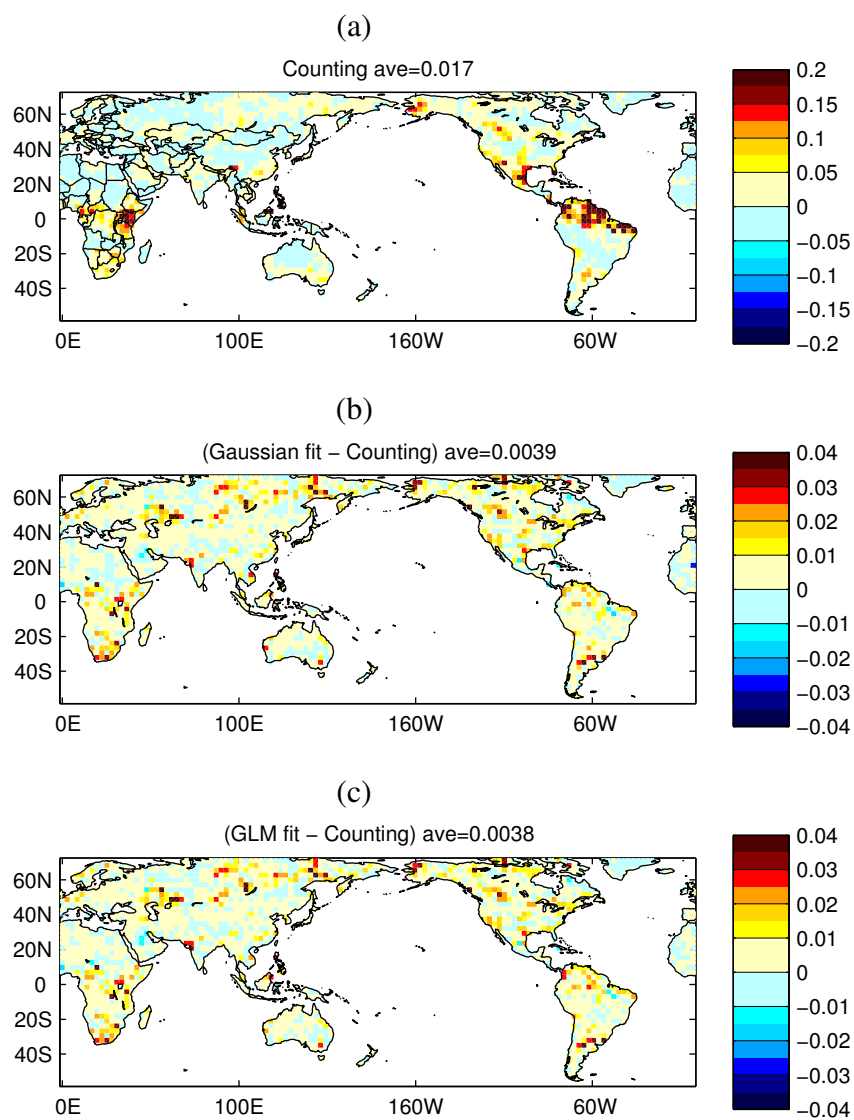 (a)
Counting ave=0.017
60N
40N
20N
0
20S
40S
0E 100E 160W 60W
0.2
0.15
0.1
0.05
0
−0.05
−0.1
−0.15
−0.2
(b)
(Gaussian fit − Counting) ave=0.0039
60N
40N
20N
0
20S
40S
0E 100E 160W 60W
0.04
0.03
0.02
0.01
0
−0.01
−0.02
−0.03
−0.04
(c)
(GLM fit − Counting) ave=0.0038
60N
40N
20N
0
20S
40S
0E 100E 160W 60W
0.04
0.03
0.02
0.01
0
−0.01
−0.02
−0.03
−0.04